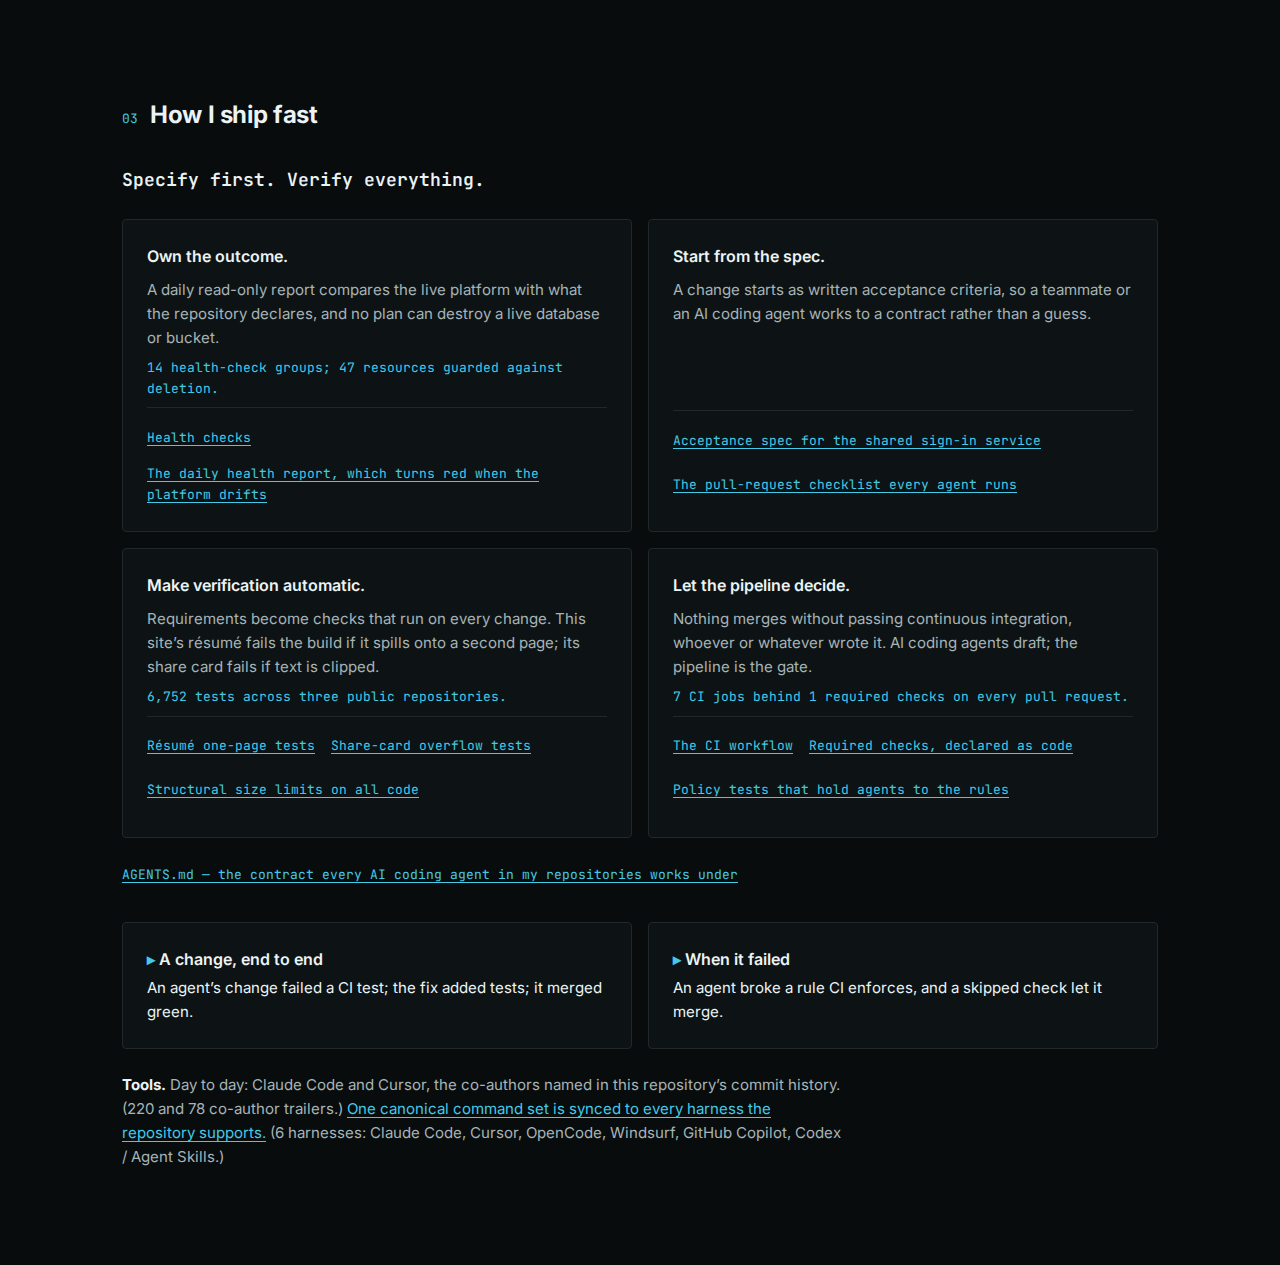 03 How I ship fast
Specify first. Verify everything.
Own the outcome.
A daily read-only report compares the live platform with what
the repository declares, and no plan can destroy a live database
or bucket.
14 health-check groups; 47 resources guarded against
deletion.
Health checks
The daily health report, which turns red when the
platform drifts
Start from the spec.
A change starts as written acceptance criteria, so a teammate or
an AI coding agent works to a contract rather than a guess.
Acceptance spec for the shared sign-in service
The pull-request checklist every agent runs
Make verification automatic.
Requirements become checks that run on every change. This
site’s résumé fails the build if it spills onto a second page; its
share card fails if text is clipped.
6,752 tests across three public repositories.
Résumé one-page tests Share-card overflow tests
Structural size limits on all code
Let the pipeline decide.
Nothing merges without passing continuous integration,
whoever or whatever wrote it. AI coding agents draft; the
pipeline is the gate.
7 CI jobs behind 1 required checks on every pull request.
The CI workflow Required checks, declared as code
Policy tests that hold agents to the rules
AGENTS.md — the contract every AI coding agent in my repositories works under
▸ A change, end to end
An agent’s change failed a CI test; the fix added tests; it merged
green.
▸ When it failed
An agent broke a rule CI enforces, and a skipped check let it
merge.
Tools. Day to day: Claude Code and Cursor, the co-authors named in this repository’s commit history.
(220 and 78 co-author trailers.) One canonical command set is synced to every harness the
repository supports. (6 harnesses: Claude Code, Cursor, OpenCode, Windsurf, GitHub Copilot, Codex
/ Agent Skills.)